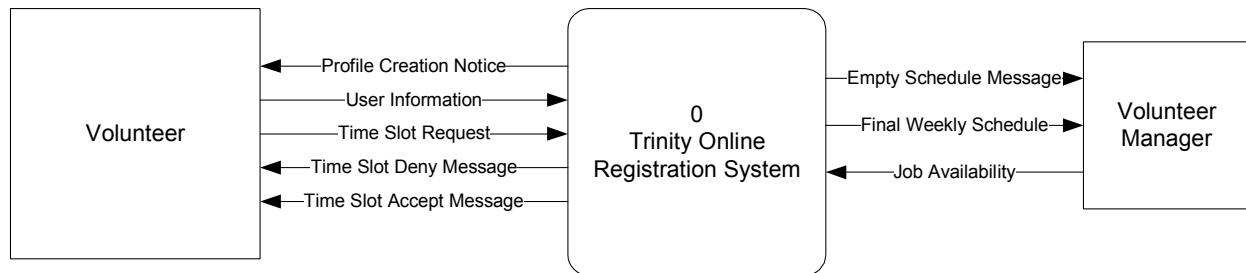 Volunteer
Profile Creation Notice
User Information
Time Slot Request
Time Slot Deny Message
Time Slot Accept Message
0
Trinity Online
Registration System
Empty Schedule Message
Final Weekly Schedule
Job Availability
Volunteer
Manager